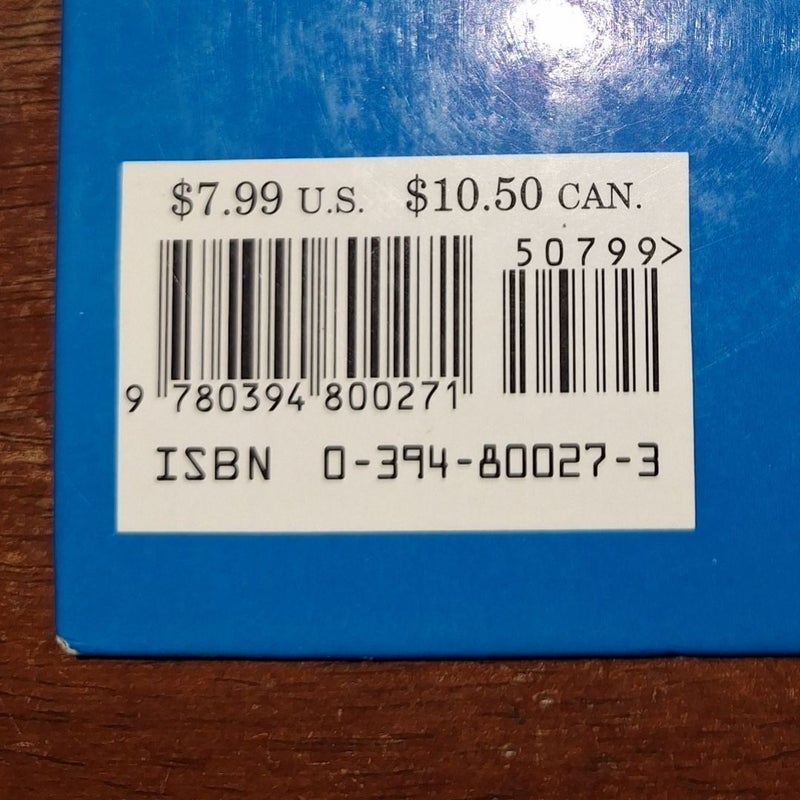 $7.99 U.S. $10.50 CAN.
50799>
9 780394 800271
ISBN 0-394-80027-3